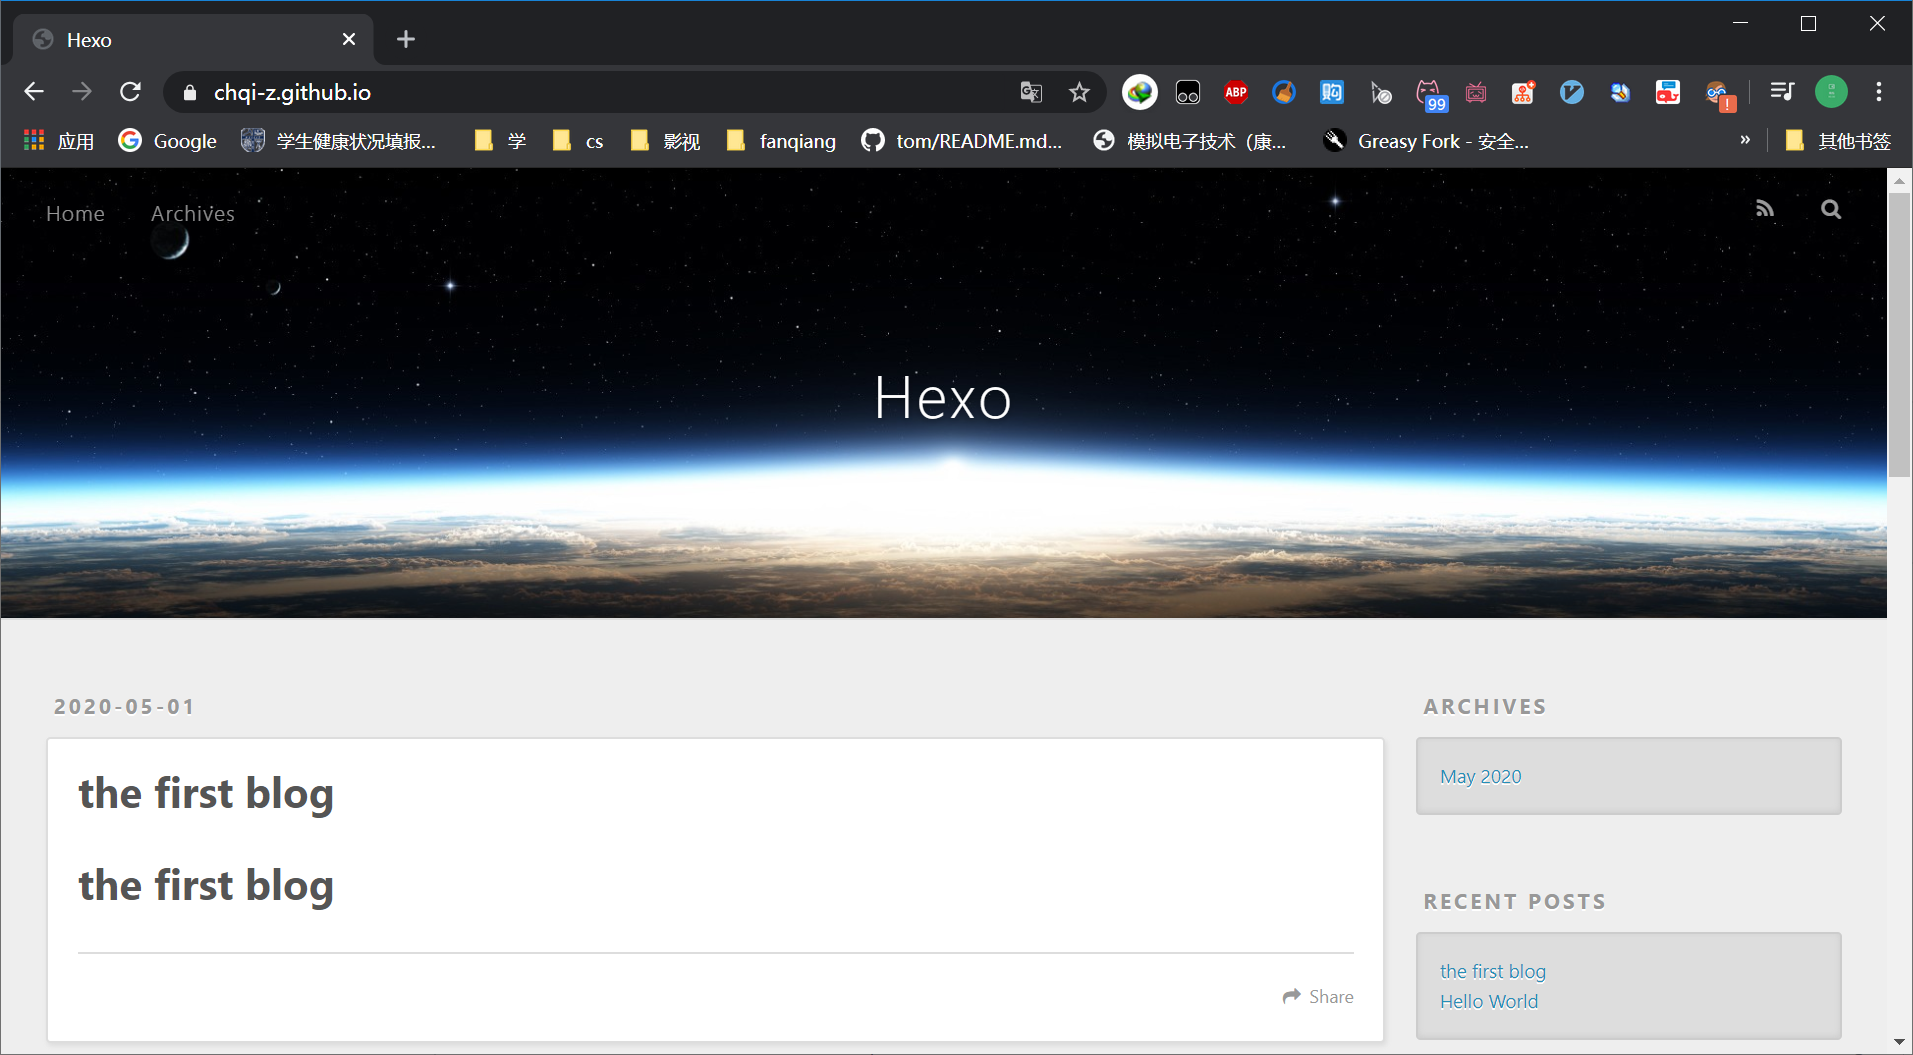 Hexo
chqi-z.github.io
ABP
购
99
!
应用
Google
学生健康状况填报...
学
cs
影视
fanqiang
tom/README.md...
模拟电子技术（康...
Greasy Fork - 安全...
»
其他书签
Home
Archives
Hexo
2020-05-01
the first blog
the first blog
Share
ARCHIVES
May 2020
RECENT POSTS
the first blog
Hello World